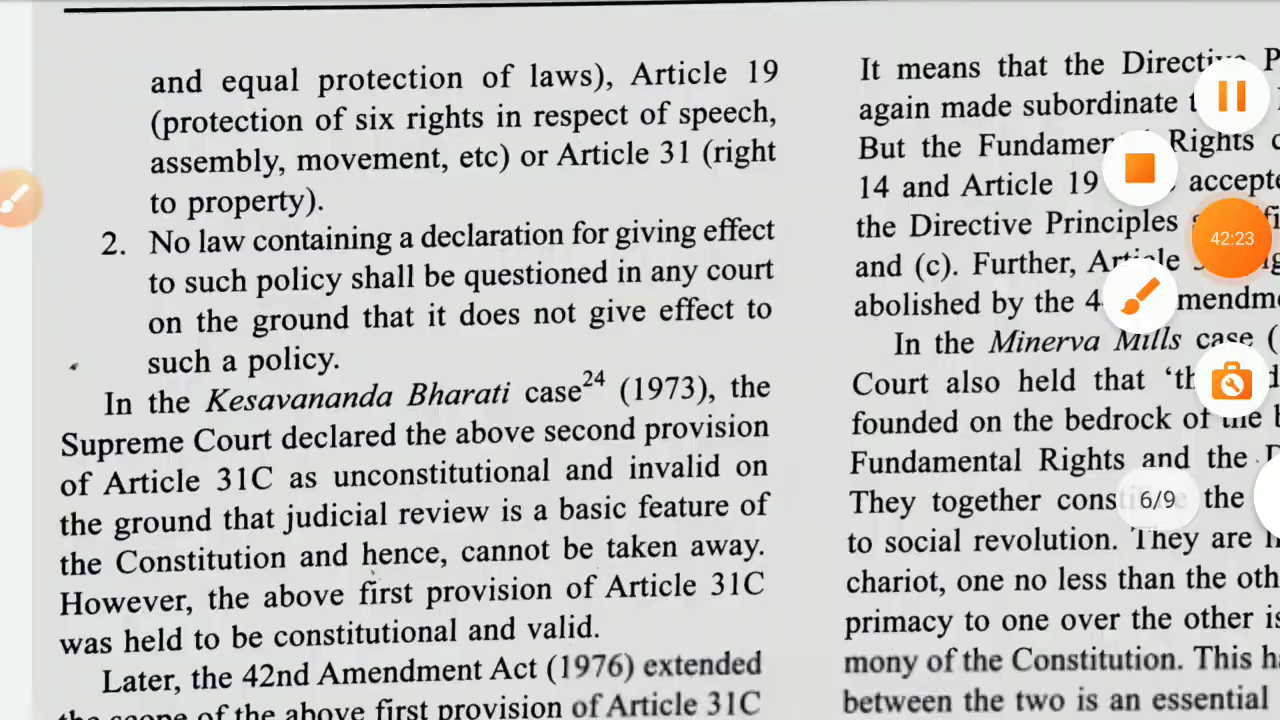 and equal protection of laws), Article 19
(protection of six rights in respect of speech,
assembly, movement, etc) or Article 31 (right
to property).
2. No law containing a declaration for giving effect
to such policy shall be questioned in any court
on the ground that it does not give effect to
such a policy.
In the Kesavananda Bharati case24 (1973), the
Supreme Court declared the above second provision
of Article 31C as unconstitutional and invalid on
the ground that judicial review is a basic feature of
the Constitution and hence, cannot be taken away.
However, the above first provision of Article 31C
was held to be constitutional and valid.
Later, the 42nd Amendment Act (1976) extended
the scope of the above first provision of Article 31C
It means that the Directive
again made subordinate
But the Fundamental Rights
14 and Article 19
the Directive Principles
and (c). Further, Article
abolished by the
In the Minerva Mills case (
Court also held that
founded on the bedrock of the
Fundamental Rights and the
They together the
to social revolution. They are
chariot, one no less than the
primacy to one over the other
mony of the Constitution. This
between the two is an essential
42:23
6/9